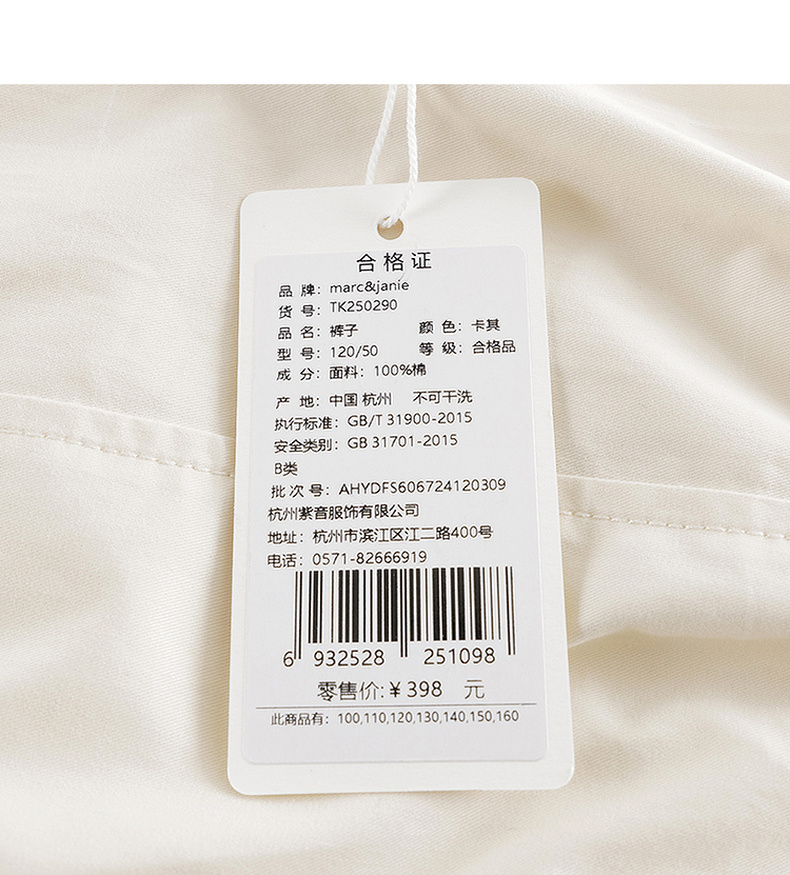 合格证
品 牌：marc&janie
货 号：TK250290
品 名：裤子 颜 色：卡其
型 号：120/50 等 级：合格品
成 分：面料：100%棉
产 地：中国 杭州 不可干洗
执行标准：GB/T 31900-2015
安全类别：GB 31701-2015
B类
批 次 号：AHYDFS606724120309
杭州紫音服饰有限公司
地址：杭州市滨江区江二路400号
电话：0571-82666919
6 932528 251098
零售价:¥ 398 元
此商品有：100,110,120,130,140,150,160